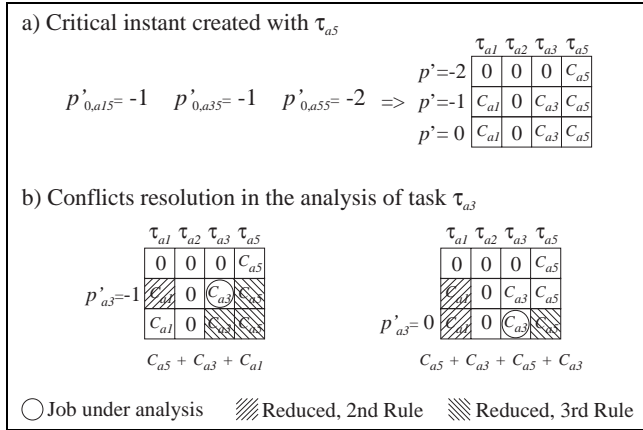 a) Critical instant created with τa5
τa1 τa2 τa3 τa5
p'=-2 0 0 0 Ca5
p'0,a15= -1 p'0,a35= -1 p'0,a55= -2 => p'=-1 Ca1 0 Ca3 Ca5
p'= 0 Ca1 0 Ca3 Ca5
b) Conflicts resolution in the analysis of task τa3
τa1 τa2 τa3 τa5
0 0 0 Ca5
p'a3=-1 Ca1 0 Ca3 Ca5
Ca1 0 Ca3 Ca5
Ca5 + Ca3 + Ca1
τa1 τa2 τa3 τa5
0 0 0 Ca5
Ca1 0 Ca3 Ca5
p'a3= 0 Ca1 0 Ca3 Ca5
Ca5 + Ca3 + Ca5 + Ca3
Job under analysis
Reduced, 2nd Rule
Reduced, 3rd Rule